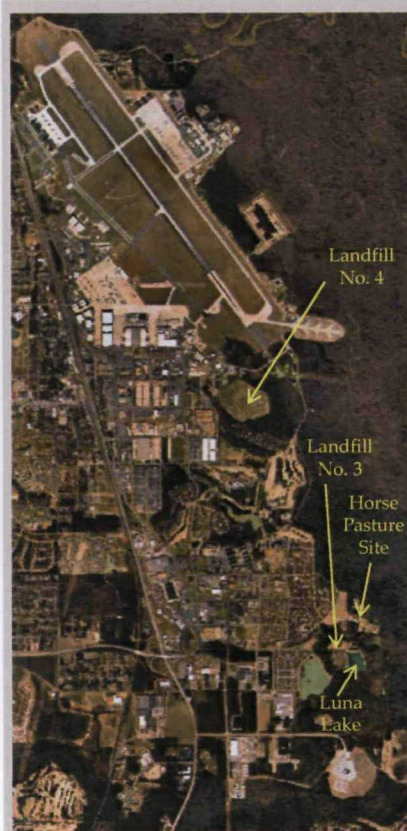 Landfill
No. 4
Landfill
No. 3
Horse
Pasture
Site
Luna
Lake